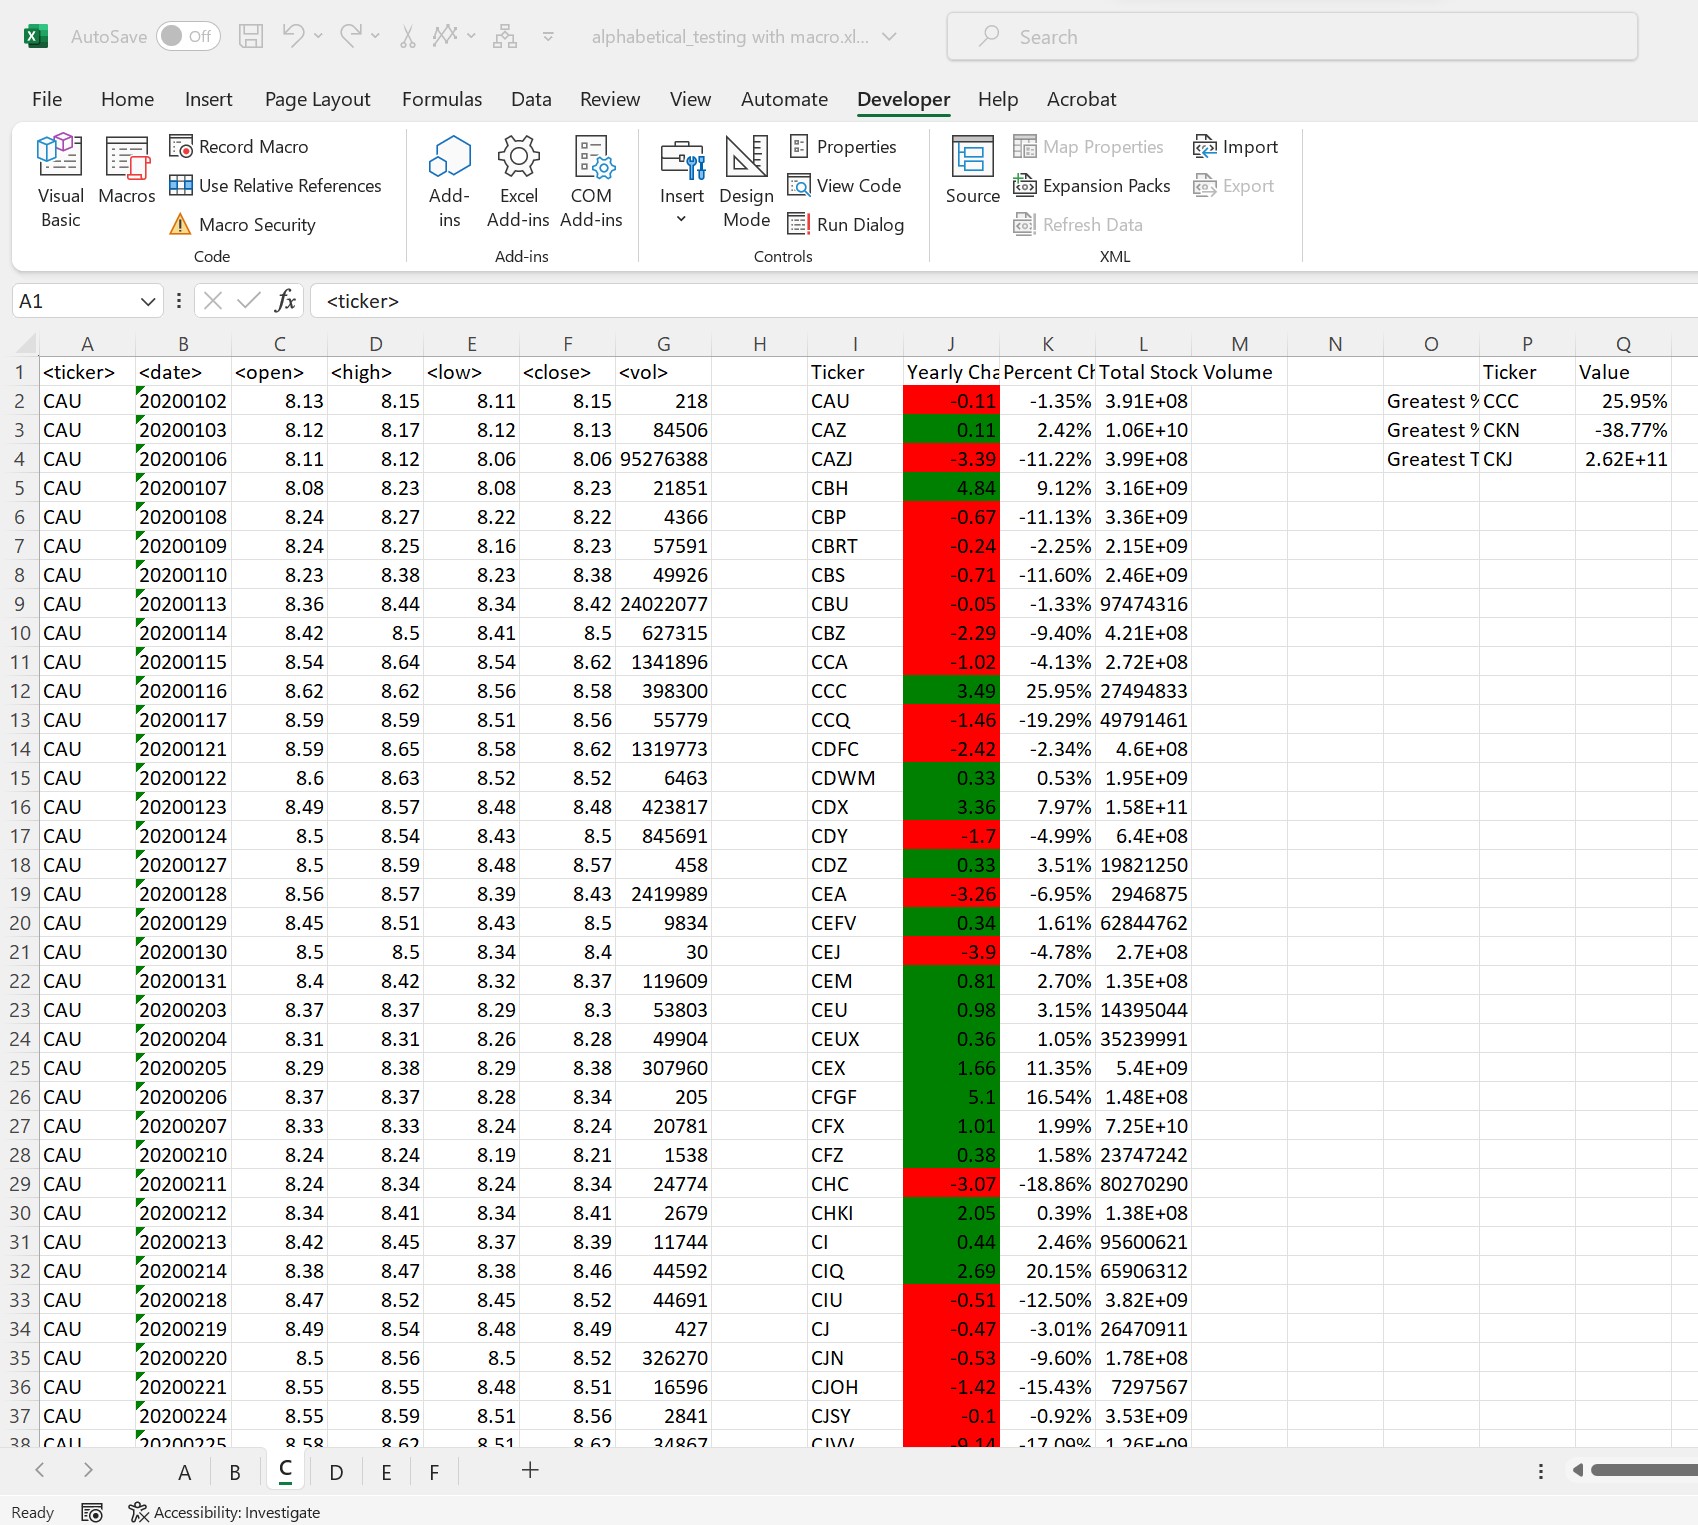 AutoSave Off alphabetical_testing with macro.xl... Search
File Home Insert Page Layout Formulas Data Review View Automate Developer Help Acrobat
Visual Basic Macros Record Macro Use Relative References Macro Security Code
Add-ins Excel Add-ins COM Add-ins Add-ins
Insert Design Mode Properties View Code Run Dialog Controls
Source Map Properties Expansion Packs Refresh Data Import Export XML
A1 fx <ticker>
A B C D E F G H I J K L M N O P Q
1 <ticker> <date> <open> <high> <low> <close> <vol> Ticker Yearly Cha Percent Ch Total Stock Volume Ticker Value
2 CAU 20200102 8.13 8.15 8.11 8.15 218 CAU -0.11 -1.35% 3.91E+08 Greatest % CCC 25.95%
3 CAU 20200103 8.12 8.17 8.12 8.13 84506 CAZ 0.11 2.42% 1.06E+10 Greatest % CKN -38.77%
4 CAU 20200106 8.11 8.12 8.06 8.06 95276388 CAZJ -3.39 -11.22% 3.99E+08 Greatest T CKJ 2.62E+11
5 CAU 20200107 8.08 8.23 8.08 8.23 21851 CBH 4.84 9.12% 3.16E+09
6 CAU 20200108 8.24 8.27 8.22 8.22 4366 CBP -0.67 -11.13% 3.36E+09
7 CAU 20200109 8.24 8.25 8.16 8.23 57591 CBRT -0.24 -2.25% 2.15E+09
8 CAU 20200110 8.23 8.38 8.23 8.38 49926 CBS -0.71 -11.60% 2.46E+09
9 CAU 20200113 8.36 8.44 8.34 8.42 24022077 CBU -0.05 -1.33% 97474316
10 CAU 20200114 8.42 8.5 8.41 8.5 627315 CBZ -2.29 -9.40% 4.21E+08
11 CAU 20200115 8.54 8.64 8.54 8.62 1341896 CCA -1.02 -4.13% 2.72E+08
12 CAU 20200116 8.62 8.62 8.56 8.58 398300 CCC 3.49 25.95% 27494833
13 CAU 20200117 8.59 8.59 8.51 8.56 55779 CCQ -1.46 -19.29% 49791461
14 CAU 20200121 8.59 8.65 8.58 8.62 1319773 CDFC -2.42 -2.34% 4.6E+08
15 CAU 20200122 8.6 8.63 8.52 8.52 6463 CDWM 0.33 0.53% 1.95E+09
16 CAU 20200123 8.49 8.57 8.48 8.48 423817 CDX 3.36 7.97% 1.58E+11
17 CAU 20200124 8.5 8.54 8.43 8.5 845691 CDY -1.7 -4.99% 6.4E+08
18 CAU 20200127 8.5 8.59 8.48 8.57 458 CDZ 0.33 3.51% 19821250
19 CAU 20200128 8.56 8.57 8.39 8.43 2419989 CEA -3.26 -6.95% 2946875
20 CAU 20200129 8.45 8.51 8.43 8.5 9834 CEFV 0.34 1.61% 62844762
21 CAU 20200130 8.5 8.5 8.34 8.4 30 CEJ -3.9 -4.78% 2.7E+08
22 CAU 20200131 8.4 8.42 8.32 8.37 119609 CEM 0.81 2.70% 1.35E+08
23 CAU 20200203 8.37 8.37 8.29 8.3 53803 CEU 0.98 3.15% 14395044
24 CAU 20200204 8.31 8.31 8.26 8.28 49904 CEUX 0.36 1.05% 35239991
25 CAU 20200205 8.29 8.38 8.29 8.38 307960 CEX 1.66 11.35% 5.4E+09
26 CAU 20200206 8.37 8.37 8.28 8.34 205 CFGF 5.1 16.54% 1.48E+08
27 CAU 20200207 8.33 8.33 8.24 8.24 20781 CFX 1.01 1.99% 7.25E+10
28 CAU 20200210 8.24 8.24 8.19 8.21 1538 CFZ 0.38 1.58% 23747242
29 CAU 20200211 8.24 8.34 8.24 8.34 24774 CHC -3.07 -18.86% 80270290
30 CAU 20200212 8.34 8.41 8.34 8.41 2679 CHKI 2.05 0.39% 1.38E+08
31 CAU 20200213 8.42 8.45 8.37 8.39 11744 CI 0.44 2.46% 95600621
32 CAU 20200214 8.38 8.47 8.38 8.46 44592 CIQ 2.69 20.15% 65906312
33 CAU 20200218 8.47 8.52 8.45 8.52 44691 CIU -0.51 -12.50% 3.82E+09
34 CAU 20200219 8.49 8.54 8.48 8.49 427 CJ -0.47 -3.01% 26470911
35 CAU 20200220 8.5 8.56 8.5 8.52 326270 CJN -0.53 -9.60% 1.78E+08
36 CAU 20200221 8.55 8.55 8.48 8.51 16596 CJOH -1.42 -15.43% 7297567
37 CAU 20200224 8.55 8.59 8.51 8.56 2841 CJSY -0.1 -0.92% 3.53E+09
38 CAU 20200225 8.58 8.62 8.51 8.62 34867 -9.14 -17.09% 1.26E+09
A B C D E F
Ready Accessibility: Investigate